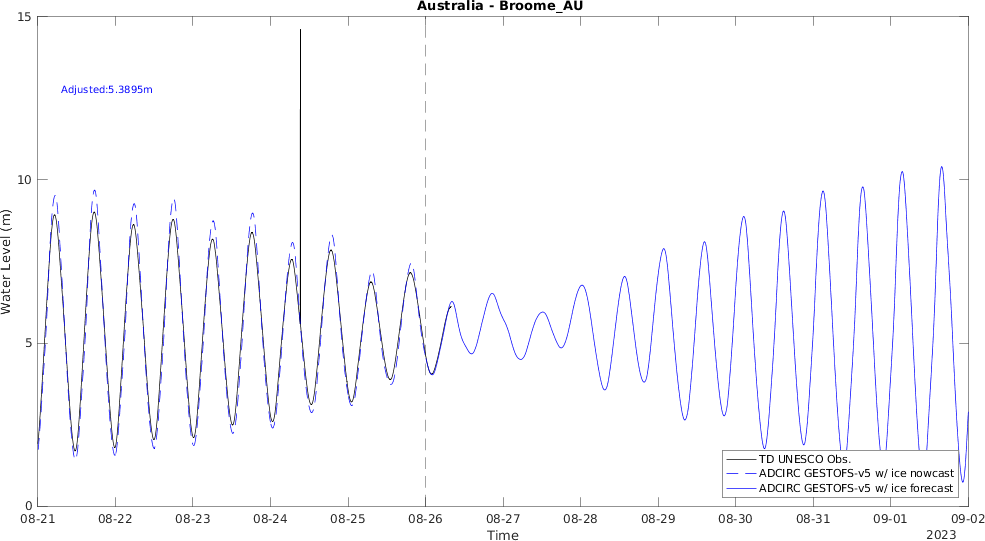 Australia - Broome_AU
15
Adjusted:5.3895m
10
Water Level (m)
5
TD UNESCO Obs.
ADCIRC GESTOFS-v5 w/ ice nowcast
ADCIRC GESTOFS-v5 w/ ice forecast
0
08-21 08-22 08-23 08-24 08-25 08-26 08-27 08-28 08-29 08-30 08-31 09-01 09-02
Time
2023